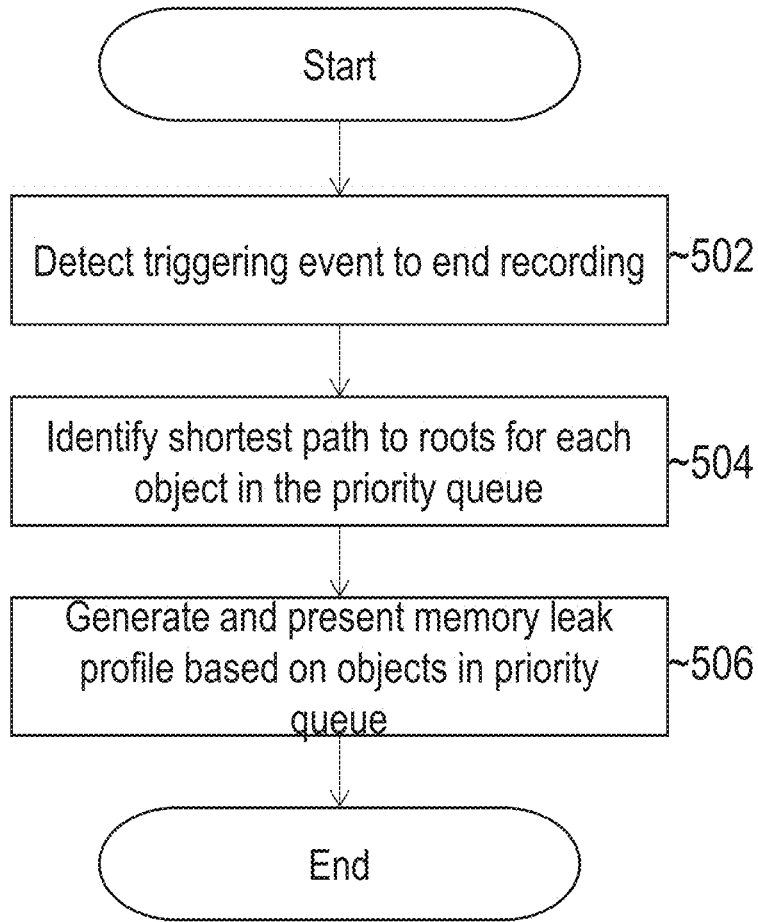 Start
Detect triggering event to end recording
~502
Identify shortest path to roots for each
object in the priority queue
~504
Generate and present memory leak
profile based on objects in priority
queue
~506
End